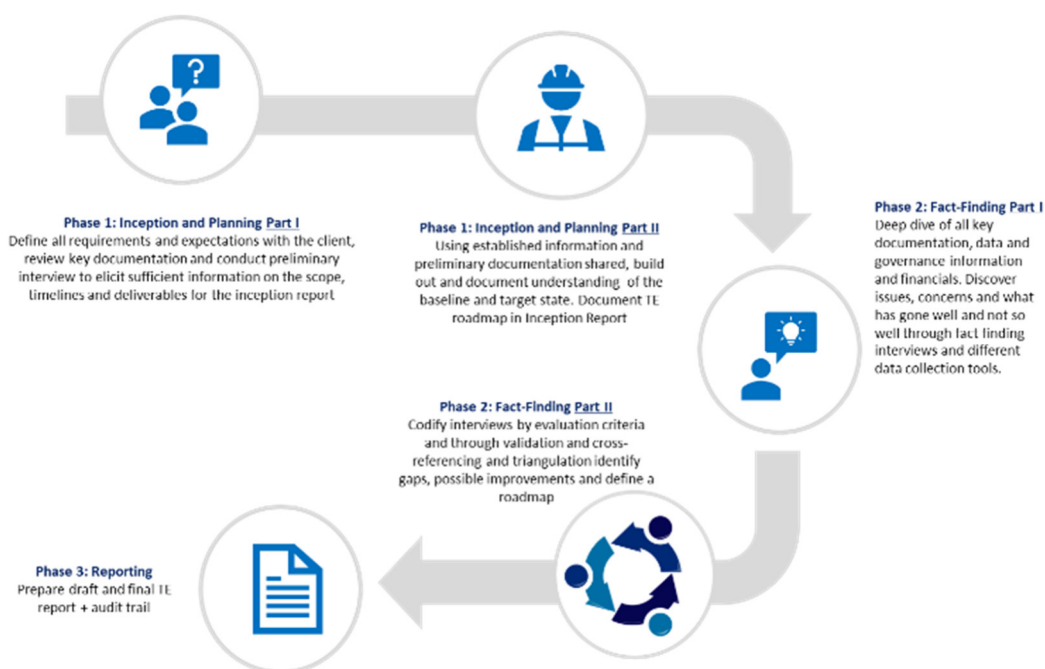 ?
Phase 1: Inception and Planning Part I
Define all requirements and expectations with the client,
review key documentation and conduct preliminary
interview to elicit sufficient information on the scope,
timelines and deliverables for the inception report
Phase 1: Inception and Planning Part II
Using established information and
preliminary documentation shared, build
out and document understanding of the
baseline and target state. Document TE
roadmap in Inception Report
Phase 2: Fact-Finding Part I
Deep dive of all key
documentation, data and
governance information
and financials. Discover
issues, concerns and what
has gone well and not so
well through fact finding
interviews and different
data collection tools.
Phase 2: Fact-Finding Part II
Codify interviews by evaluation criteria
and through validation and cross-
referencing and triangulation identify
gaps, possible improvements and define a
roadmap
Phase 3: Reporting
Prepare draft and final TE
report + audit trail